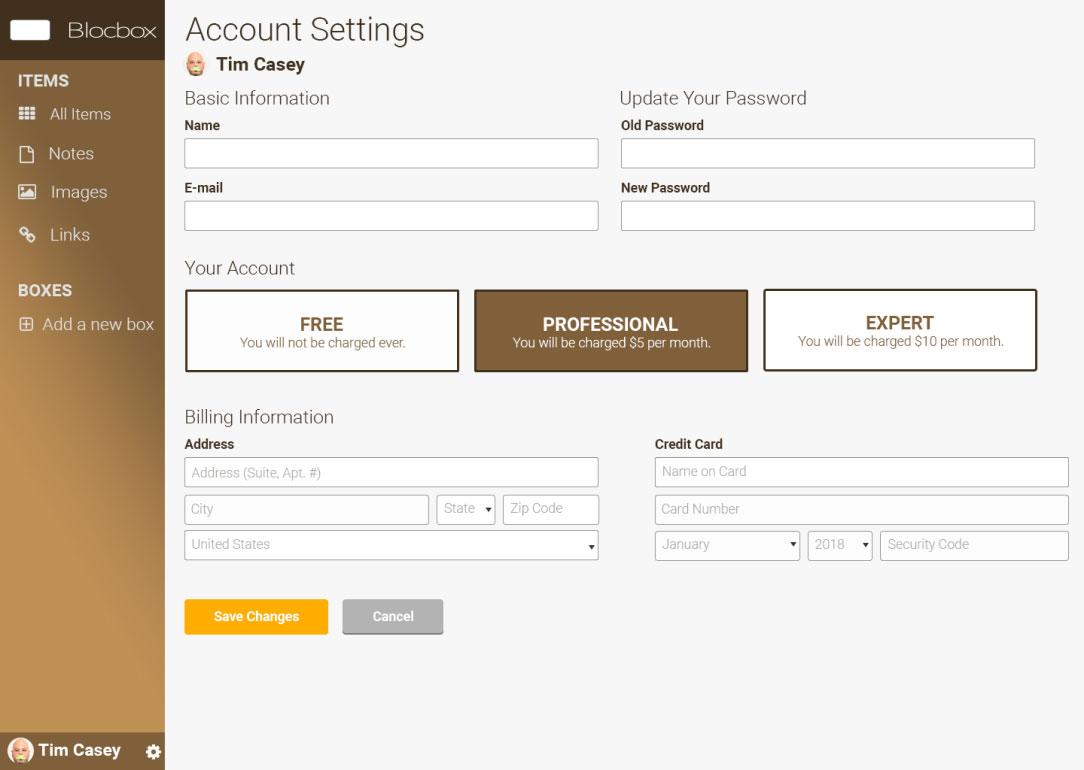 Blocbox
ITEMS
All Items
Notes
Images
Links
BOXES
Add a new box
Tim Casey
Account Settings
Tim Casey
Basic Information
Name
E-mail
Update Your Password
Old Password
New Password
Your Account
FREE
You will not be charged ever.
PROFESSIONAL
You will be charged $5 per month.
EXPERT
You will be charged $10 per month.
Billing Information
Address
Address (Suite, Apt. #)
City State Zip Code
United States
Credit Card
Name on Card
Card Number
January 2018 Security Code
Save Changes Cancel